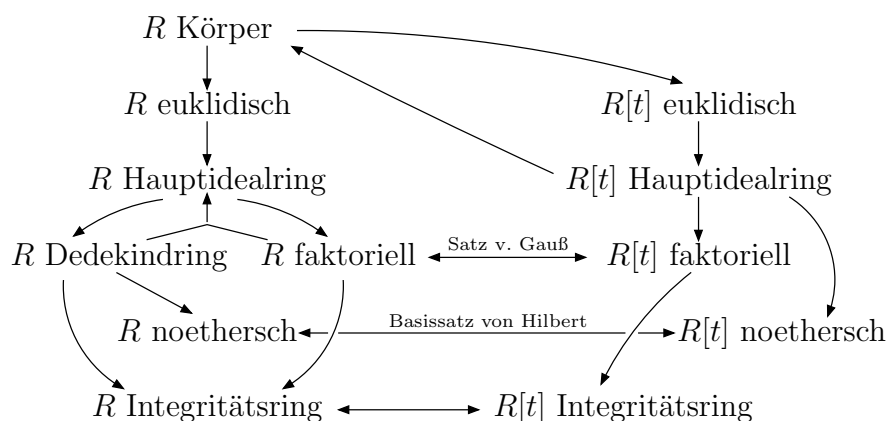 R Körper
R euklidisch R[t] euklidisch
R Hauptidealring R[t] Hauptidealring
R Dedekindring R faktoriell Satz v. Gauß R[t] faktoriell
R noethersch Basissatz von Hilbert R[t] noethersch
R Integritätsring R[t] Integritätsring